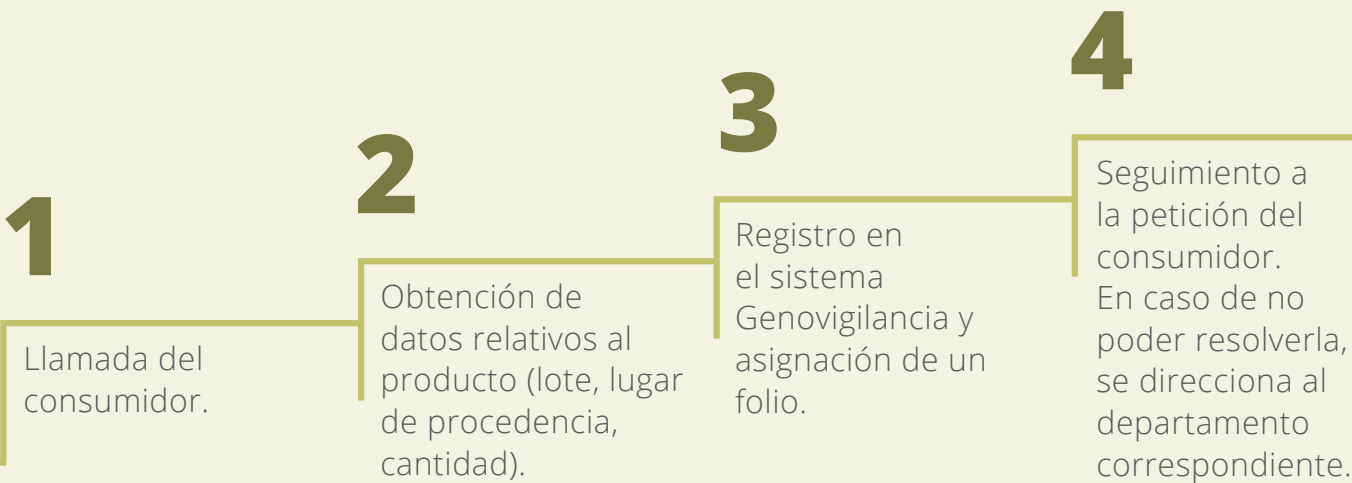 1
Llamada del
consumidor.
2
Obtención de
datos relativos al
producto (lote, lugar
de procedencia,
cantidad).
3
Registro en
el sistema
Genovigilancia y
asignación de un
folio.
4
Seguimiento a
la petición del
consumidor.
En caso de no
poder resolverla,
se direcciona al
departamento
correspondiente.